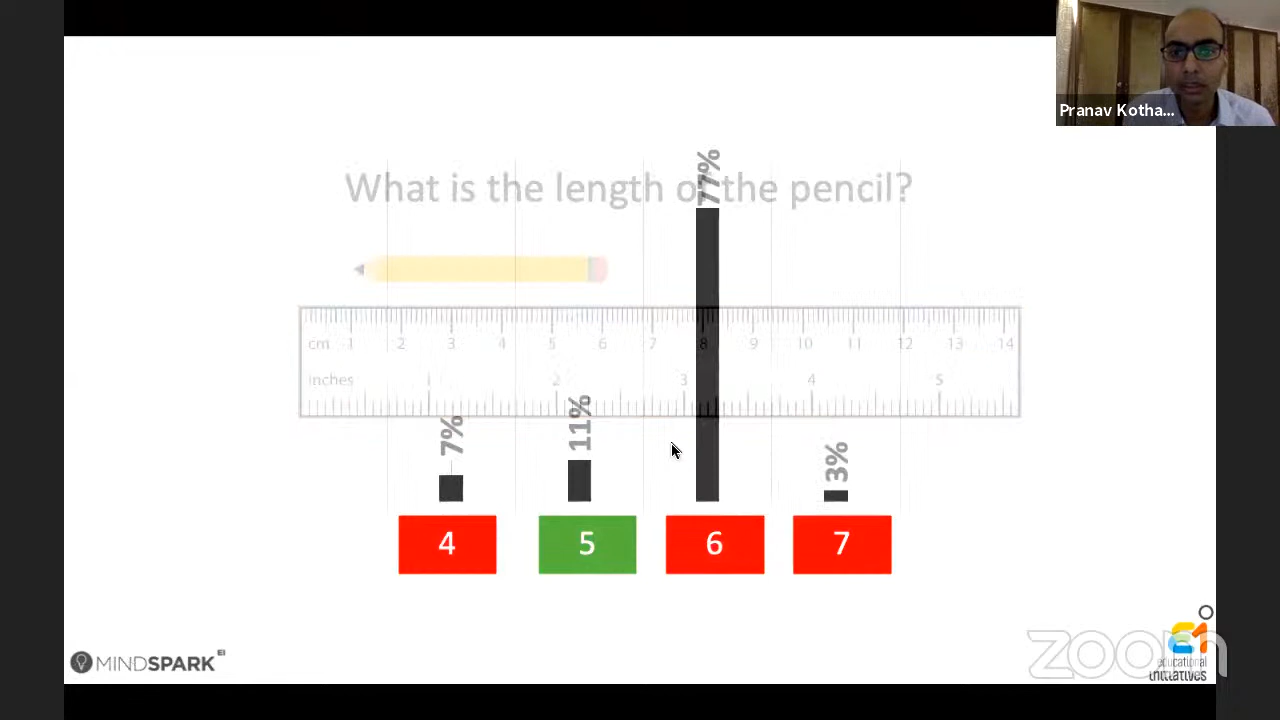 Pranav Kotha...
77%
What is the length of the pencil?
cm 1 2 3 4 5 6 7 8 9 10 11 12 13 14
inches 1 2 3 4 5
7%
11%
3%
4 5 6 7
MINDSPARK EI
zoom
educational
initiatives